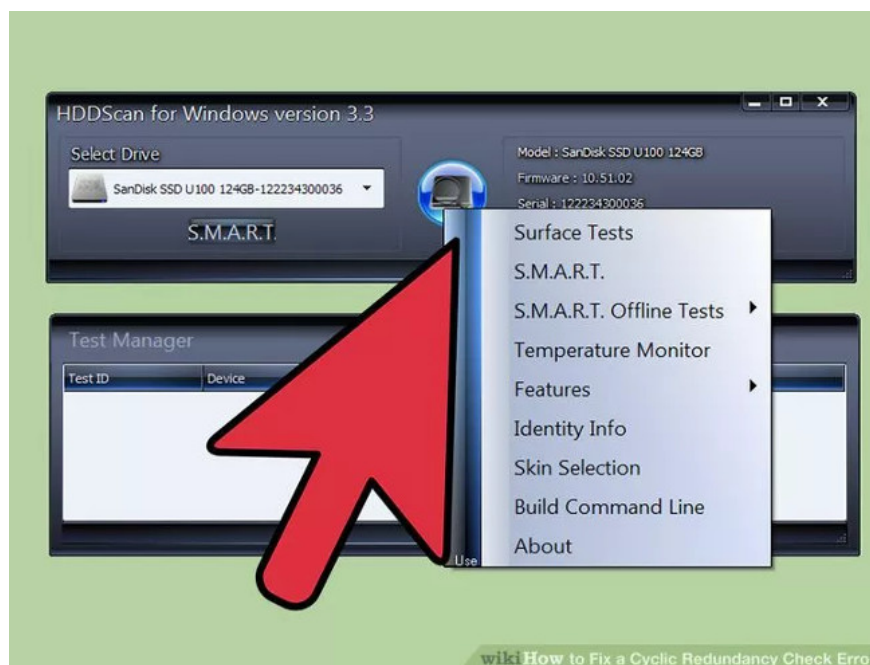 HDDScan for Windows version 3.3
Select Drive
SanDisk SSD U100 124GB-122234300036
S.M.A.R.T.
Model : SanDisk SSD U100 124GB
Firmware : 10.51.02
Serial : 122234300036
Surface Tests
S.M.A.R.T.
S.M.A.R.T. Offline Tests
Temperature Monitor
Features
Identity Info
Skin Selection
Build Command Line
About
Use
Test Manager
Test ID
Device
wikiHow to Fix a Cyclic Redundancy Check Erro